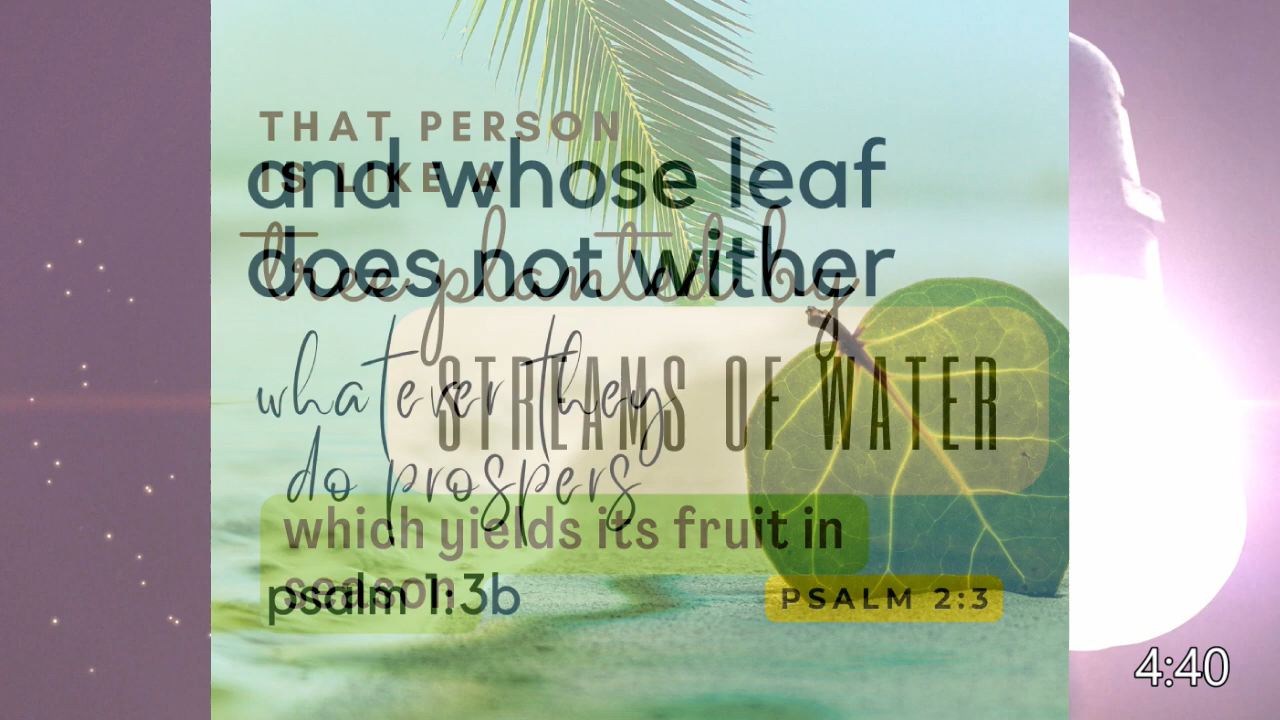 THAT PERSON
IS LIKE A
tree planted by
STREAMS OF WATER
which yields its fruit in
season
PSALM 2:3
and whose leaf
does not wither
whatever they
do prospers
psalm 1:3b
4:40